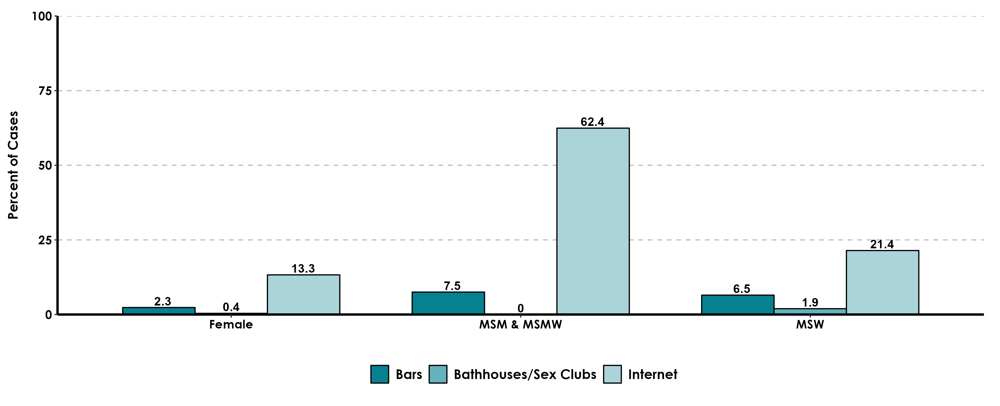 Percent of Cases
100
75
50
25
0
2.3
0.4
13.3
7.5
0
62.4
6.5
1.9
21.4
Female
MSM & MSMW
MSW
Bars
Bathhouses/Sex Clubs
Internet